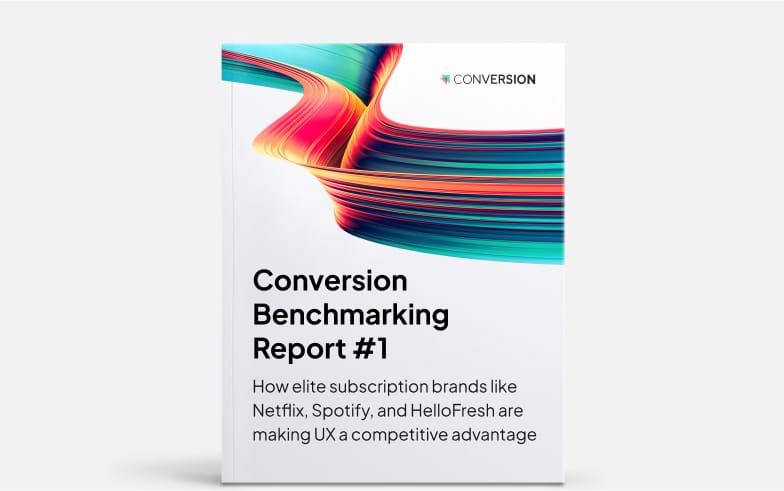 CONVERSION
Conversion
Benchmarking
Report #1
How elite subscription brands like
Netflix, Spotify, and HelloFresh are
making UX a competitive advantage